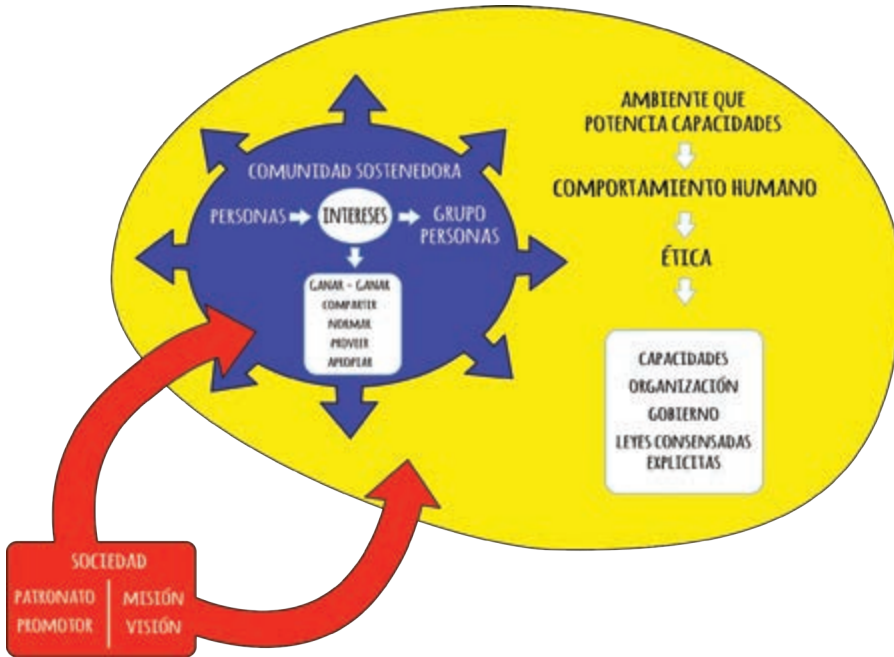 COMUNIDAD SOSTENEDORA
PERSONAS
INTERESES
GRUPO
PERSONAS
GANAR - GANAR
COMPARTIR
NORMAR
PROVEER
APROPIAR
AMBIENTE QUE
POTENCIA CAPACIDADES
COMPORTAMIENTO HUMANO
ÉTICA
CAPACIDADES
ORGANIZACIÓN
GOBIERNO
LEYES CONSENSADAS
EXPLICITAS
SOCIEDAD
PATRONATO
PROMOTOR
MISIÓN
VISIÓN